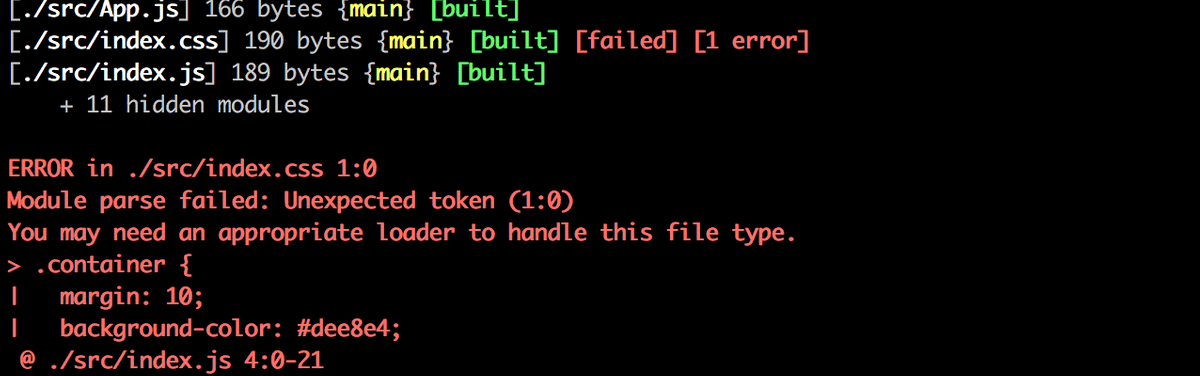 [./src/App.js] 166 bytes {main} [built]
[./src/index.css] 190 bytes {main} [built] [failed] [1 error]
[./src/index.js] 189 bytes {main} [built]
    + 11 hidden modules

ERROR in ./src/index.css 1:0
Module parse failed: Unexpected token (1:0)
You may need an appropriate loader to handle this file type.
> .container {
|   margin: 10;
|   background-color: #dee8e4;
 @ ./src/index.js 4:0-21